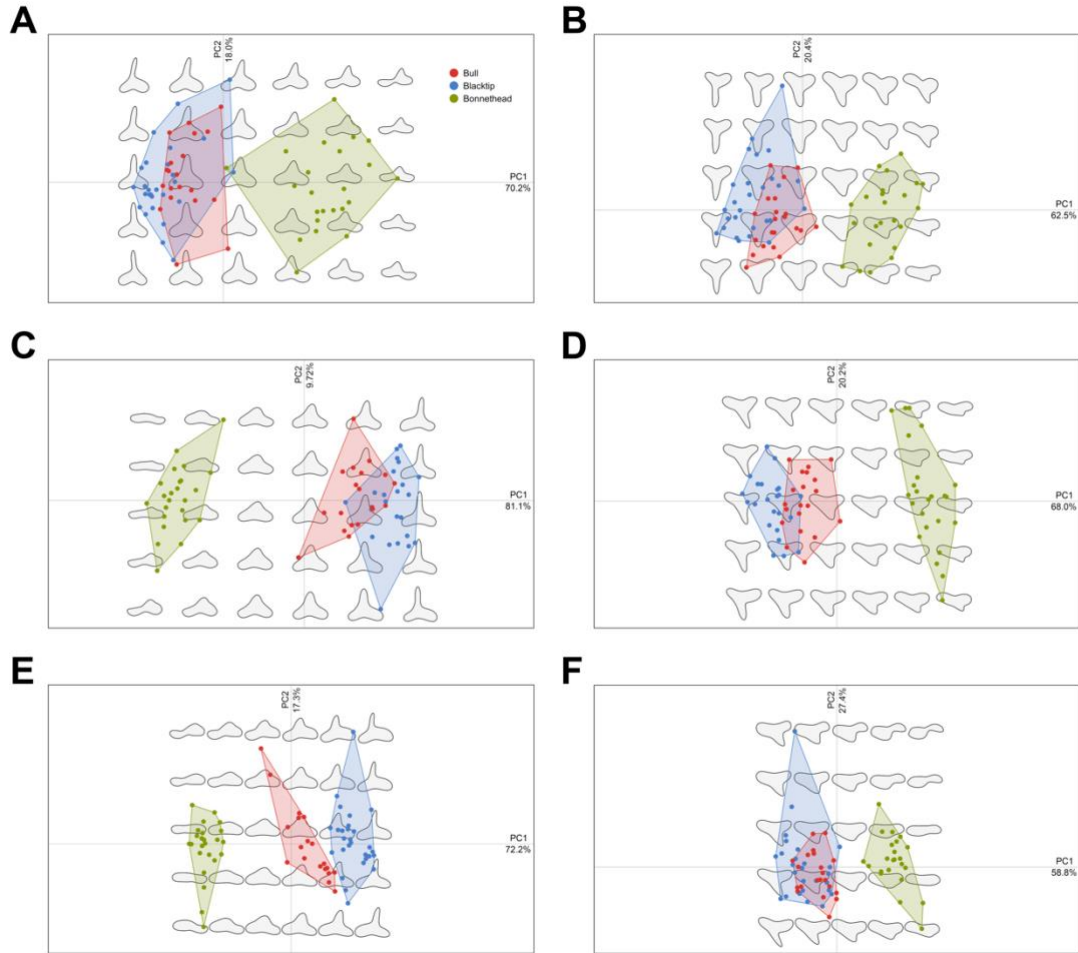 A
PC2
18.0%
Bull
Blacktip
Bonnethead
PC1
70.2%
B
PC2
20.4%
PC1
62.5%
C
PC2
9.72%
PC1
81.1%
D
PC2
20.2%
PC1
68.0%
E
PC2
17.3%
PC1
72.2%
F
PC2
27.4%
PC1
58.8%